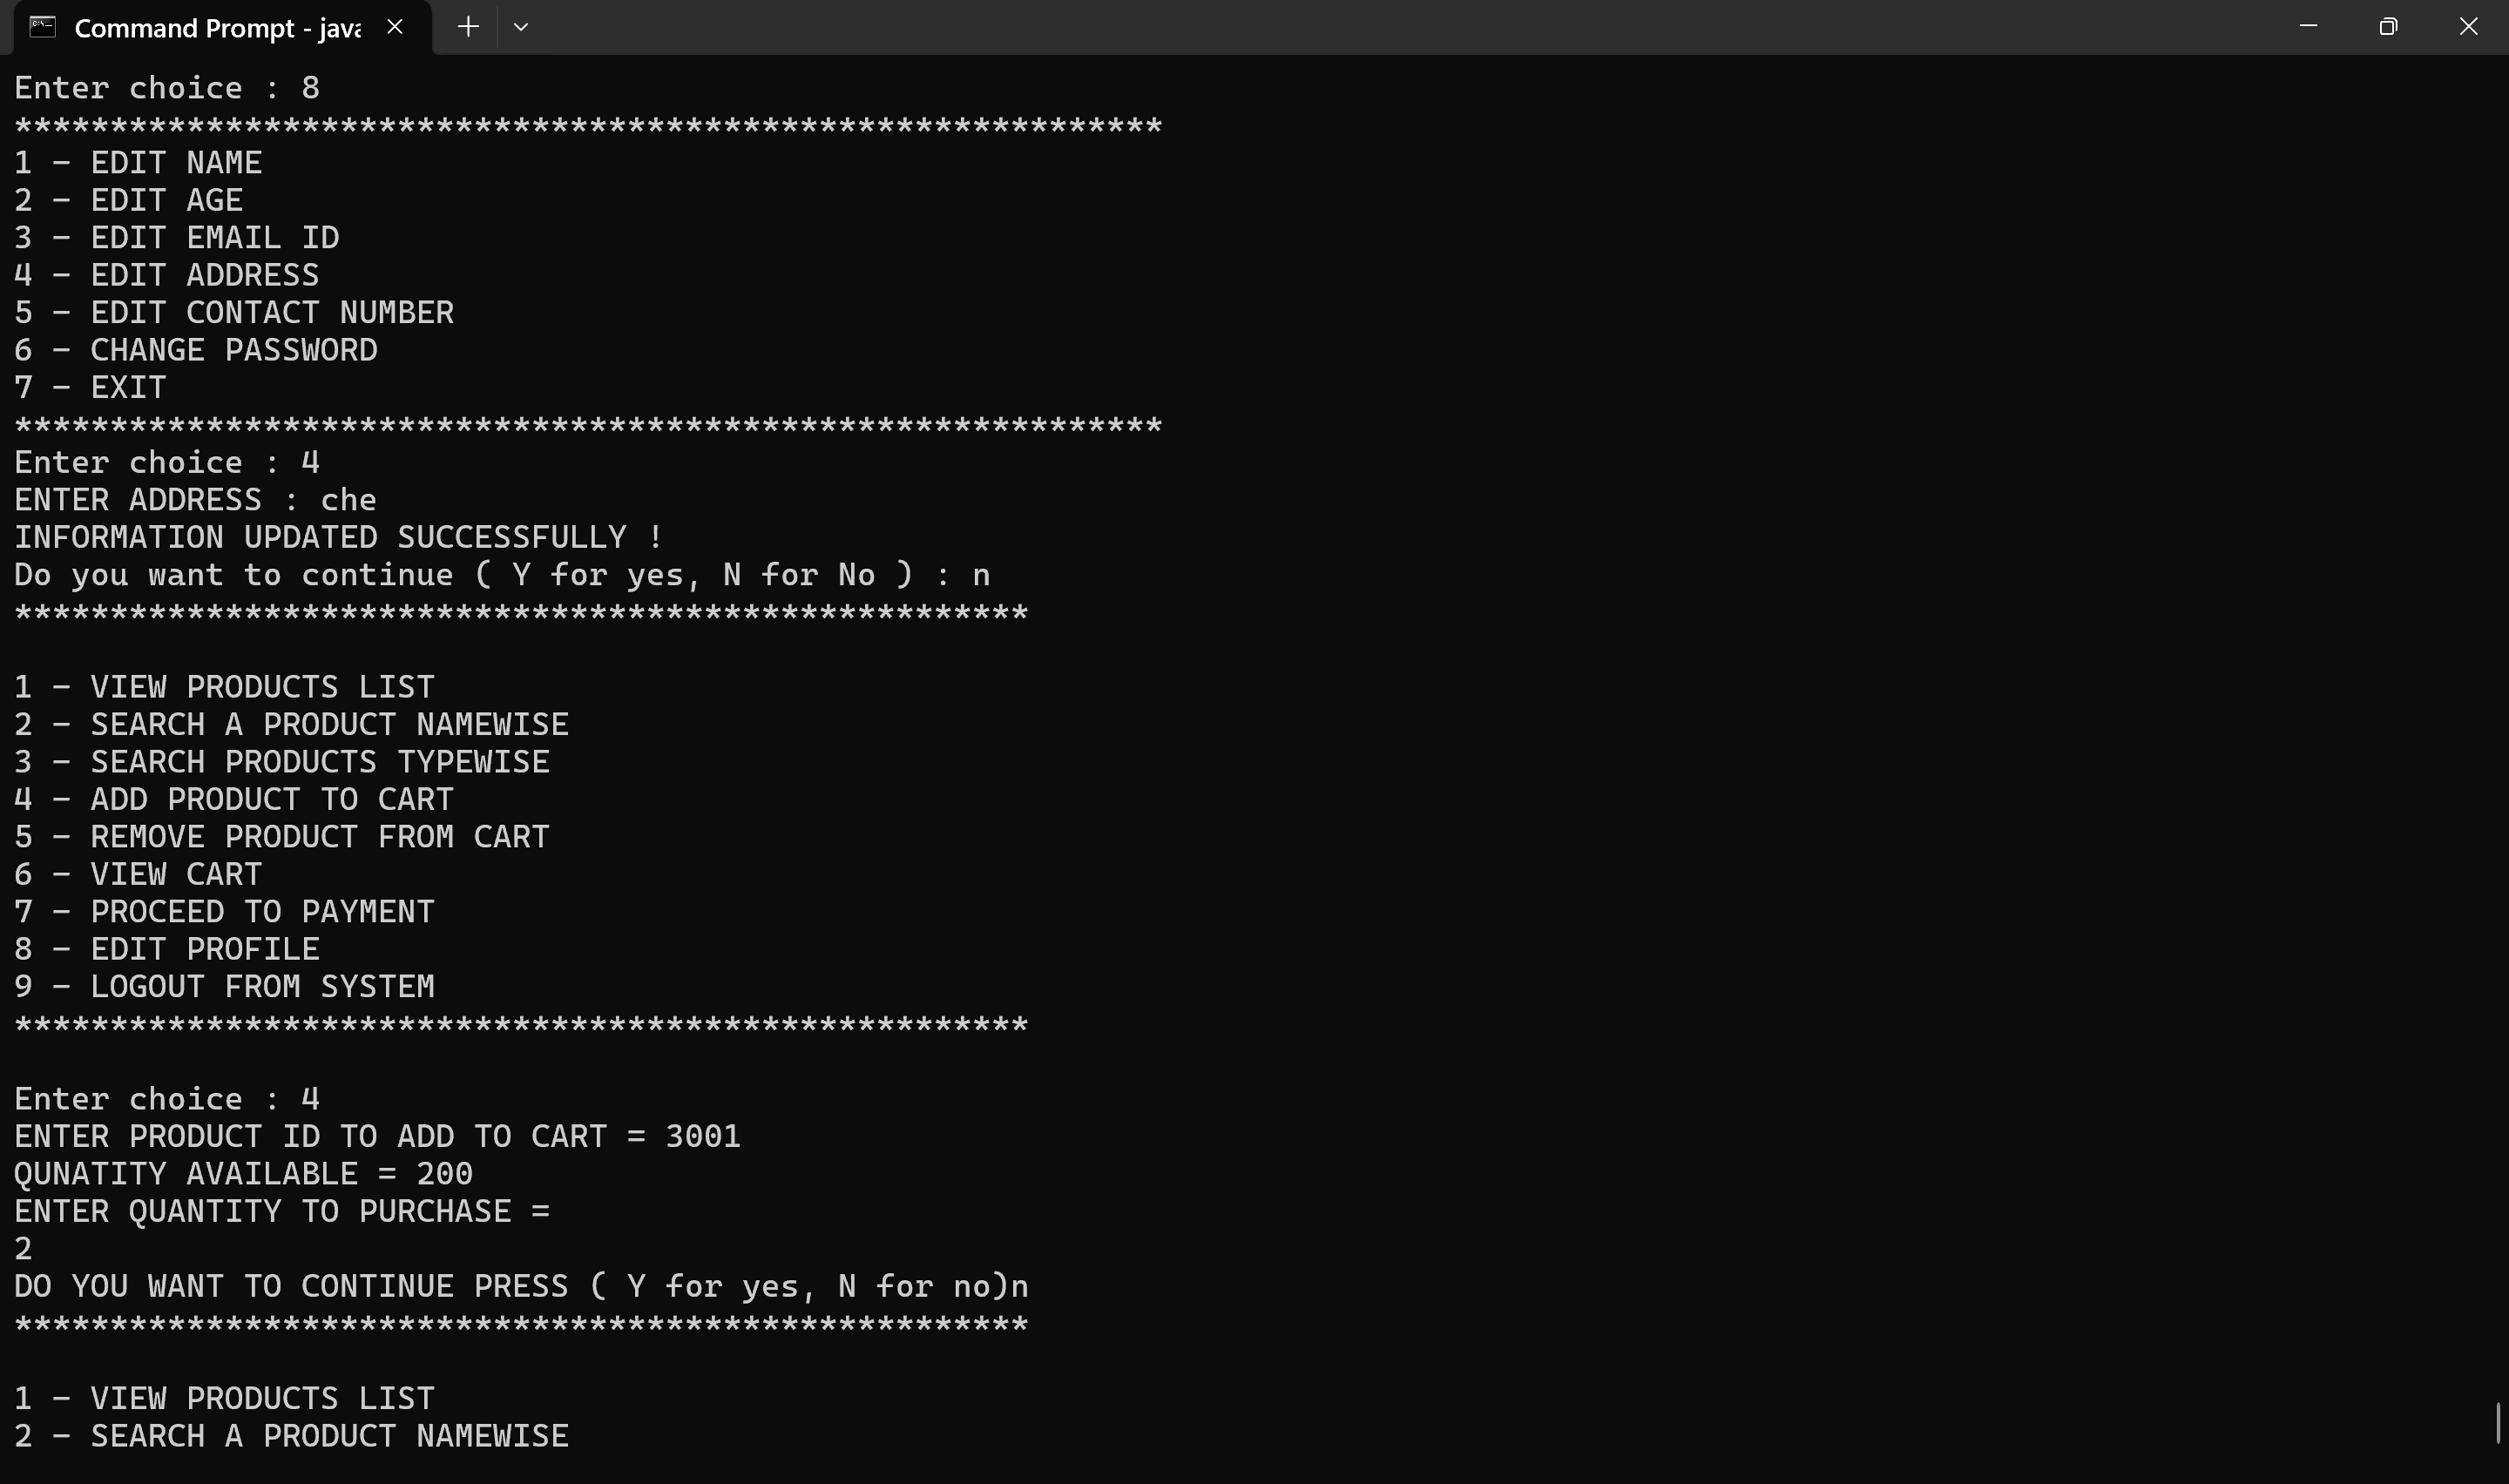 Command Prompt - java
Enter choice : 8
************************************************************
1 - EDIT NAME
2 - EDIT AGE
3 - EDIT EMAIL ID
4 - EDIT ADDRESS
5 - EDIT CONTACT NUMBER
6 - CHANGE PASSWORD
7 - EXIT
************************************************************
Enter choice : 4
ENTER ADDRESS : che
INFORMATION UPDATED SUCCESSFULLY !
Do you want to continue ( Y for yes, N for No ) : n
*****************************************************
1 - VIEW PRODUCTS LIST
2 - SEARCH A PRODUCT NAMEWISE
3 - SEARCH PRODUCTS TYPEWISE
4 - ADD PRODUCT TO CART
5 - REMOVE PRODUCT FROM CART
6 - VIEW CART
7 - PROCEED TO PAYMENT
8 - EDIT PROFILE
9 - LOGOUT FROM SYSTEM
*****************************************************
Enter choice : 4
ENTER PRODUCT ID TO ADD TO CART = 3001
QUNATITY AVAILABLE = 200
ENTER QUANTITY TO PURCHASE =
2
DO YOU WANT TO CONTINUE PRESS ( Y for yes, N for no)n
*****************************************************
1 - VIEW PRODUCTS LIST
2 - SEARCH A PRODUCT NAMEWISE